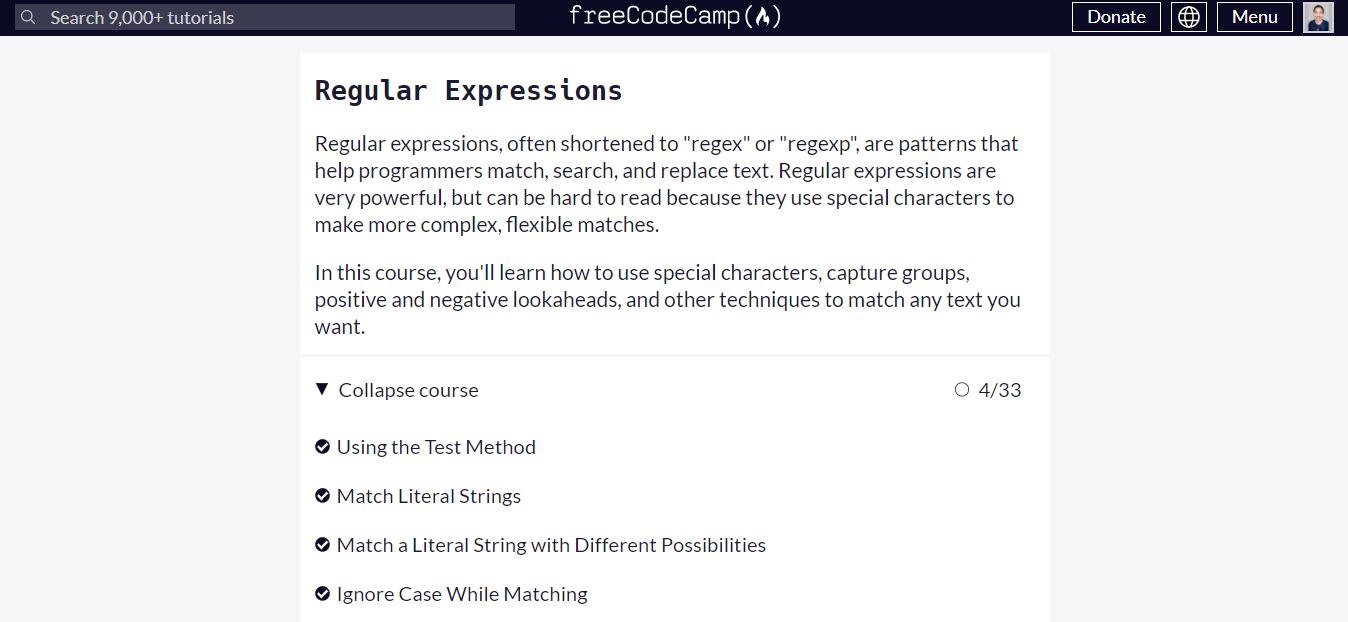 Search 9,000+ tutorials
freeCodeCamp
Donate
Menu
Regular Expressions
Regular expressions, often shortened to "regex" or "regexp", are patterns that
help programmers match, search, and replace text. Regular expressions are
very powerful, but can be hard to read because they use special characters to
make more complex, flexible matches.
In this course, you'll learn how to use special characters, capture groups,
positive and negative lookaheads, and other techniques to match any text you
want.
Collapse course
4/33
Using the Test Method
Match Literal Strings
Match a Literal String with Different Possibilities
Ignore Case While Matching